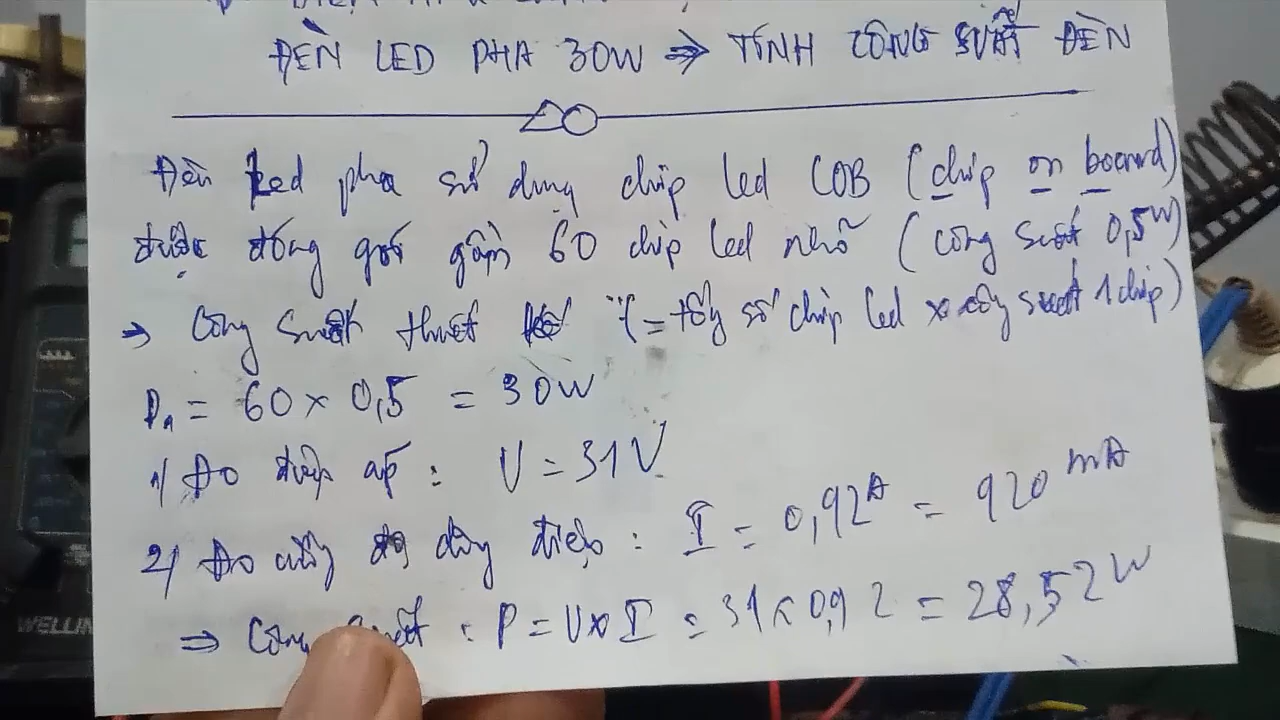 ĐÈN LED PHA 30W => TÍNH CÔNG SUẤT ĐÈN
Đèn Led pha sử dụng chip led COB (chip on board)
được đóng gói gần 60 chip led nhỏ (công suất 0,5W)
=> Công suất thiết kế (= tổng số chip led x công suất 1 chip)
P1 = 60 x 0,5 = 30W
1/ Đo điện áp : U = 31V
2/ Đo cường độ dòng điện : I = 0,92A = 920 mA
=> Công suất : P = U x I = 31 x 0,92 = 28,52W
WELLIN